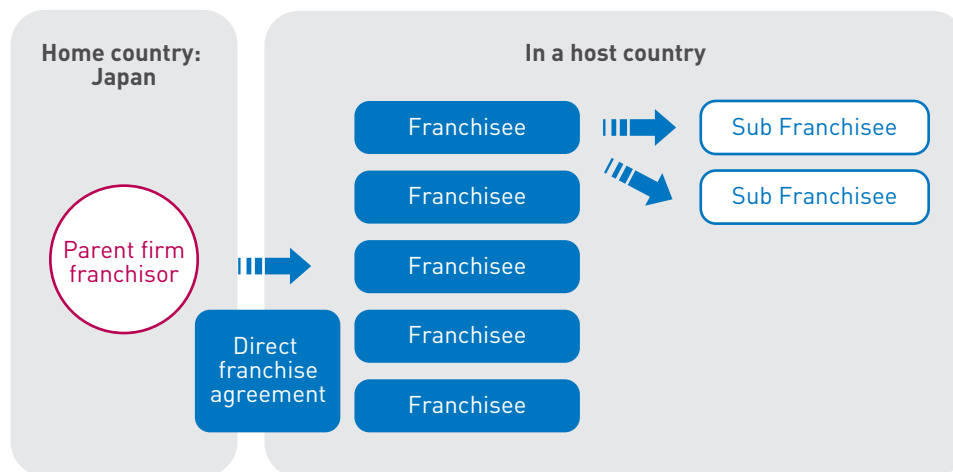 Home country:
Japan
In a host country
Parent firm
franchisor
Direct
franchise
agreement
Franchisee
Franchisee
Franchisee
Franchisee
Franchisee
Sub Franchisee
Sub Franchisee